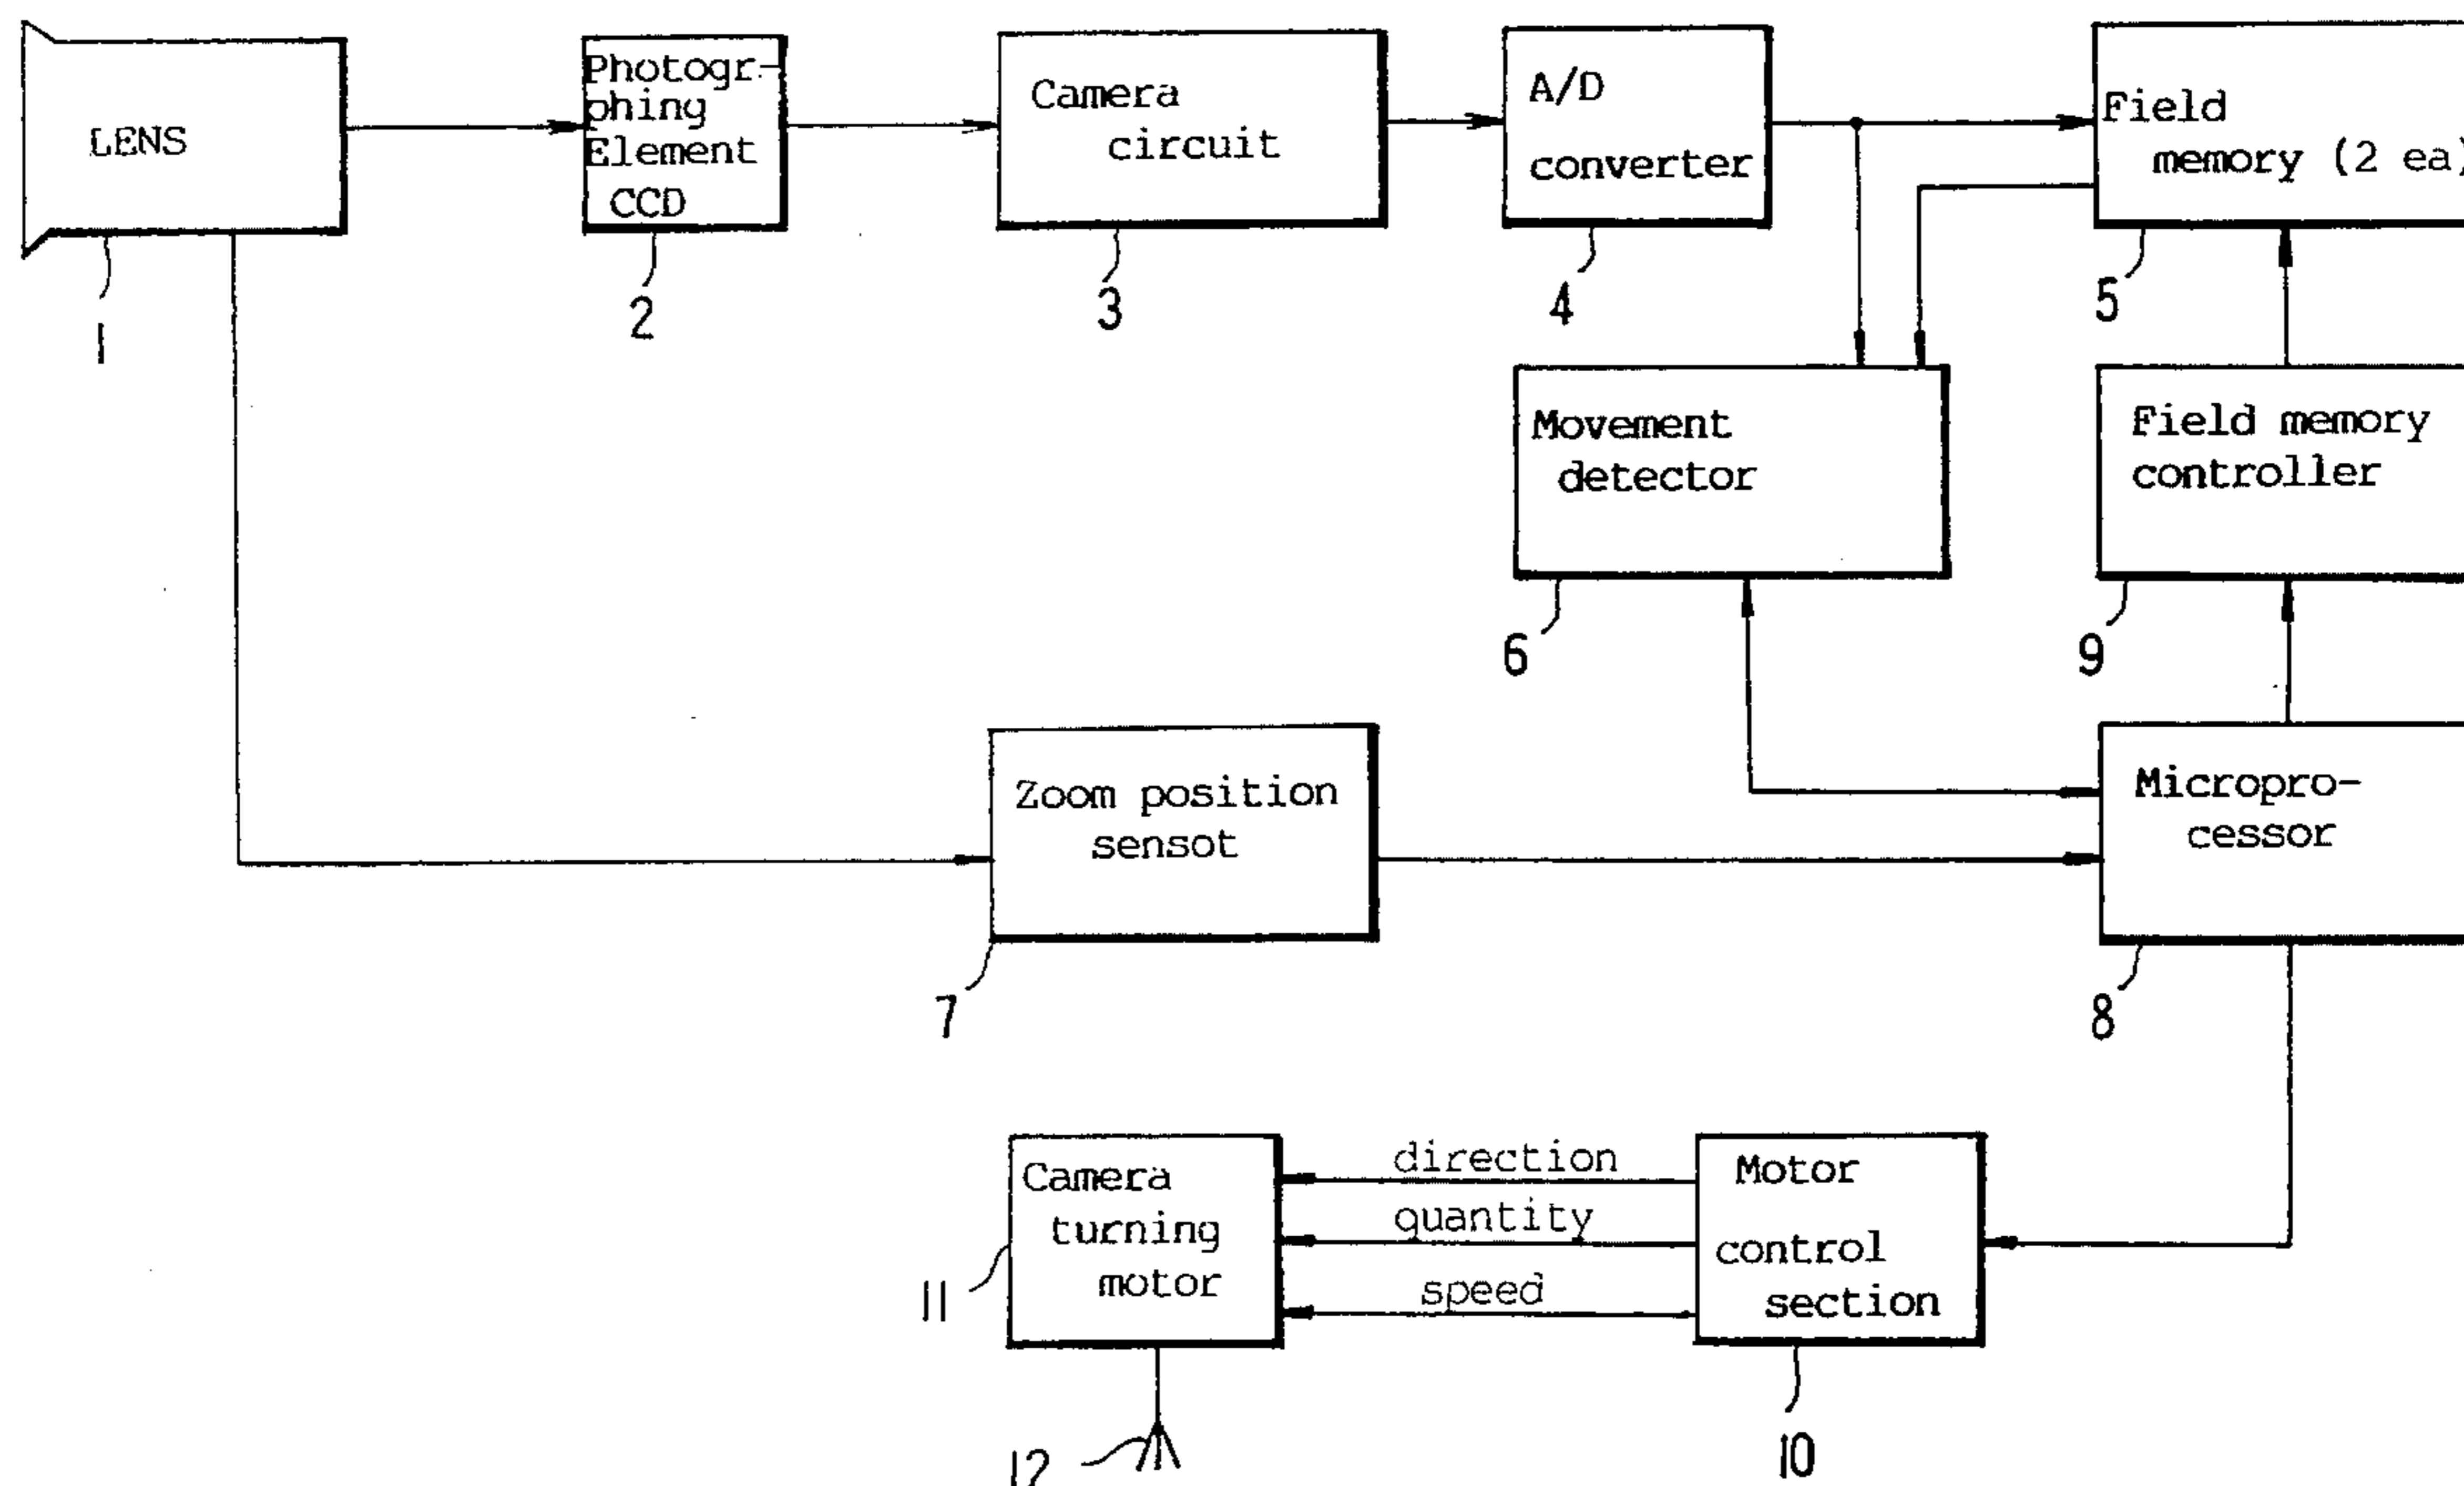 LENS
Photogr-
phing
Element
CCD
Camera
circuit
A/D
converter
Field
memory (2 ea)
1
2
3
4
5
Movement
detector
Field memory
controller
6
9
Zoom position
sensot
Micropro-
cessor
7
8
Camera
turning
motor
direction
quantity
speed
Motor
control
section
11
12
10